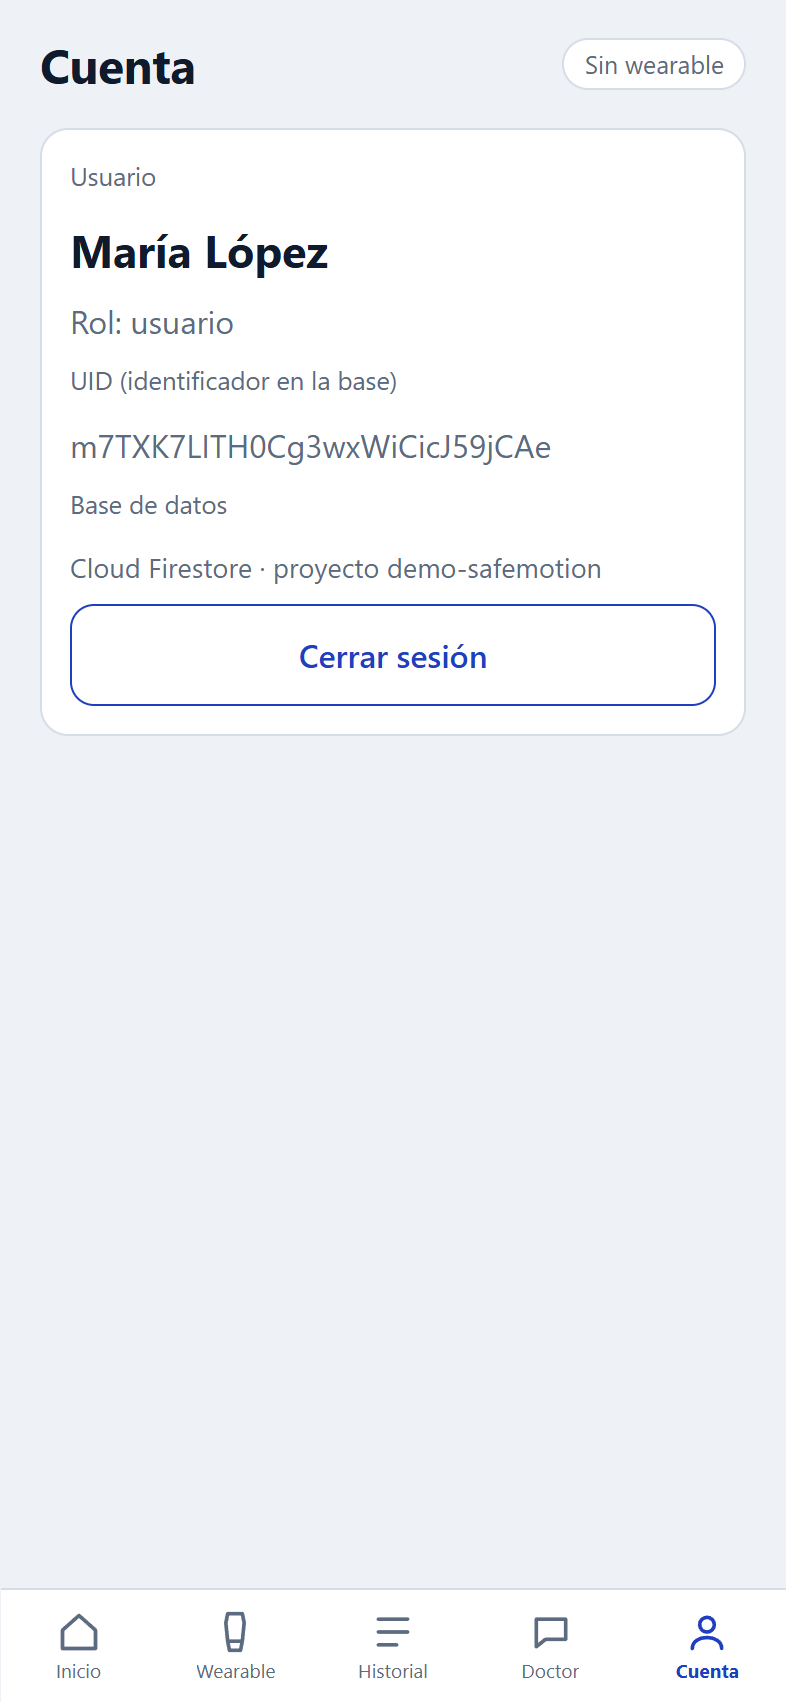 Cuenta
Sin wearable
Usuario
María López
Rol: usuario
UID (identificador en la base)
m7TXK7LITH0Cg3wxWiCicJ59jCAe
Base de datos
Cloud Firestore · proyecto demo-safemotion
Cerrar sesión
Inicio
Wearable
Historial
Doctor
Cuenta